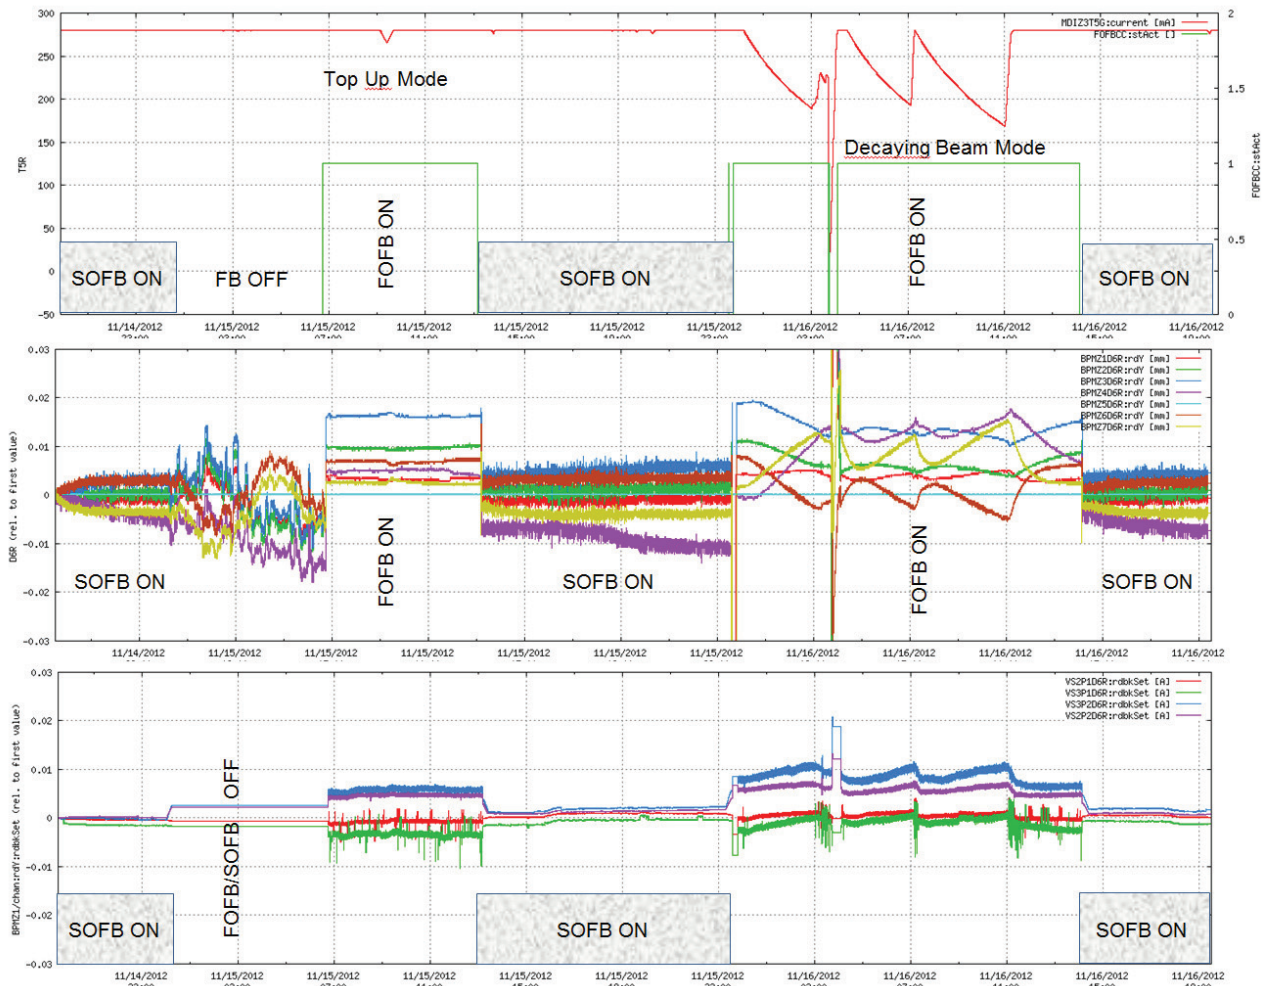 MDIZ3T5G:current [mA]
FOFBCC:stAct []
300
250
200
150
100
50
0
-50
T5R
2
1.5
1
0.5
0
FOFBCC:stAct
Top Up Mode
Decaying Beam Mode
SOFB ON
FB OFF
FOFB ON
SOFB ON
FOFB ON
SOFB ON
11/14/2012 11/15/2012 11/15/2012 11/15/2012 11/15/2012 11/15/2012 11/15/2012 11/16/2012 11/16/2012 11/16/2012 11/16/2012 11/16/2012
BPMZ1D6R:rdY [mm]
BPMZ2D6R:rdY [mm]
BPMZ3D6R:rdY [mm]
BPMZ4D6R:rdY [mm]
BPMZ5D6R:rdY [mm]
BPMZ6D6R:rdY [mm]
BPMZ7D6R:rdY [mm]
0.03
0.02
0.01
0
-0.01
-0.02
-0.03
D6R (rel. to first value)
SOFB ON
FOFB ON
SOFB ON
FOFB ON
SOFB ON
11/14/2012 11/15/2012 11/15/2012 11/15/2012 11/15/2012 11/15/2012 11/15/2012 11/16/2012 11/16/2012 11/16/2012 11/16/2012 11/16/2012
VS2P1D6R:rdbkSet [A]
VS3P1D6R:rdbkSet [A]
VS3P2D6R:rdbkSet [A]
VS2P2D6R:rdbkSet [A]
0.03
0.02
0.01
0
-0.01
-0.02
-0.03
BPMZ1/chan:rdY:rdbkSet (rel. to first value)
FOFB/SOFB OFF
SOFB ON
SOFB ON
SOFB ON
11/14/2012 11/15/2012 11/15/2012 11/15/2012 11/15/2012 11/15/2012 11/15/2012 11/16/2012 11/16/2012 11/16/2012 11/16/2012 11/16/2012